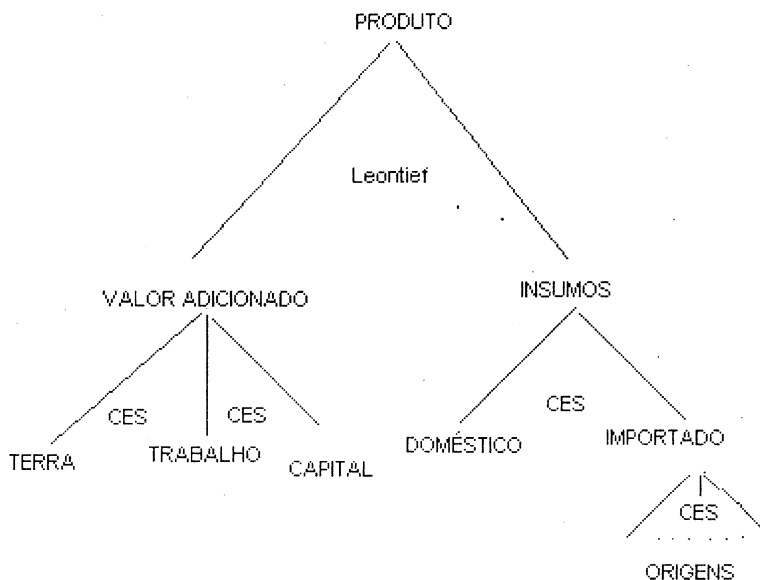 PRODUTO
Leontief
VALOR ADICIONADO
INSUMOS
CES
CES
CES
TERRA
TRABALHO
CAPITAL
DOMÉSTICO
IMPORTADO
CES
ORIGENS